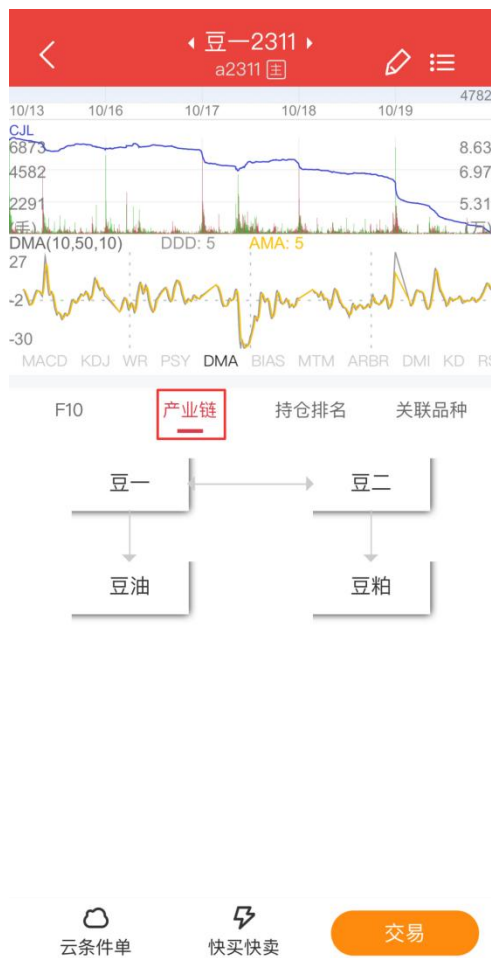 豆一2311
a2311 主
4782
10/13 10/16 10/17 10/18 10/19
CJL
6873 8.63
4582 6.97
2291 5.31
(手) (万)
DMA(10,50,10) DDD: 5 AMA: 5
27
-2
-30
MACD KDJ WR PSY DMA BIAS MTM ARBR DMI KD
F10 产业链 持仓排名 关联品种
豆一 豆二
豆油 豆粕
云条件单 快买快卖 交易